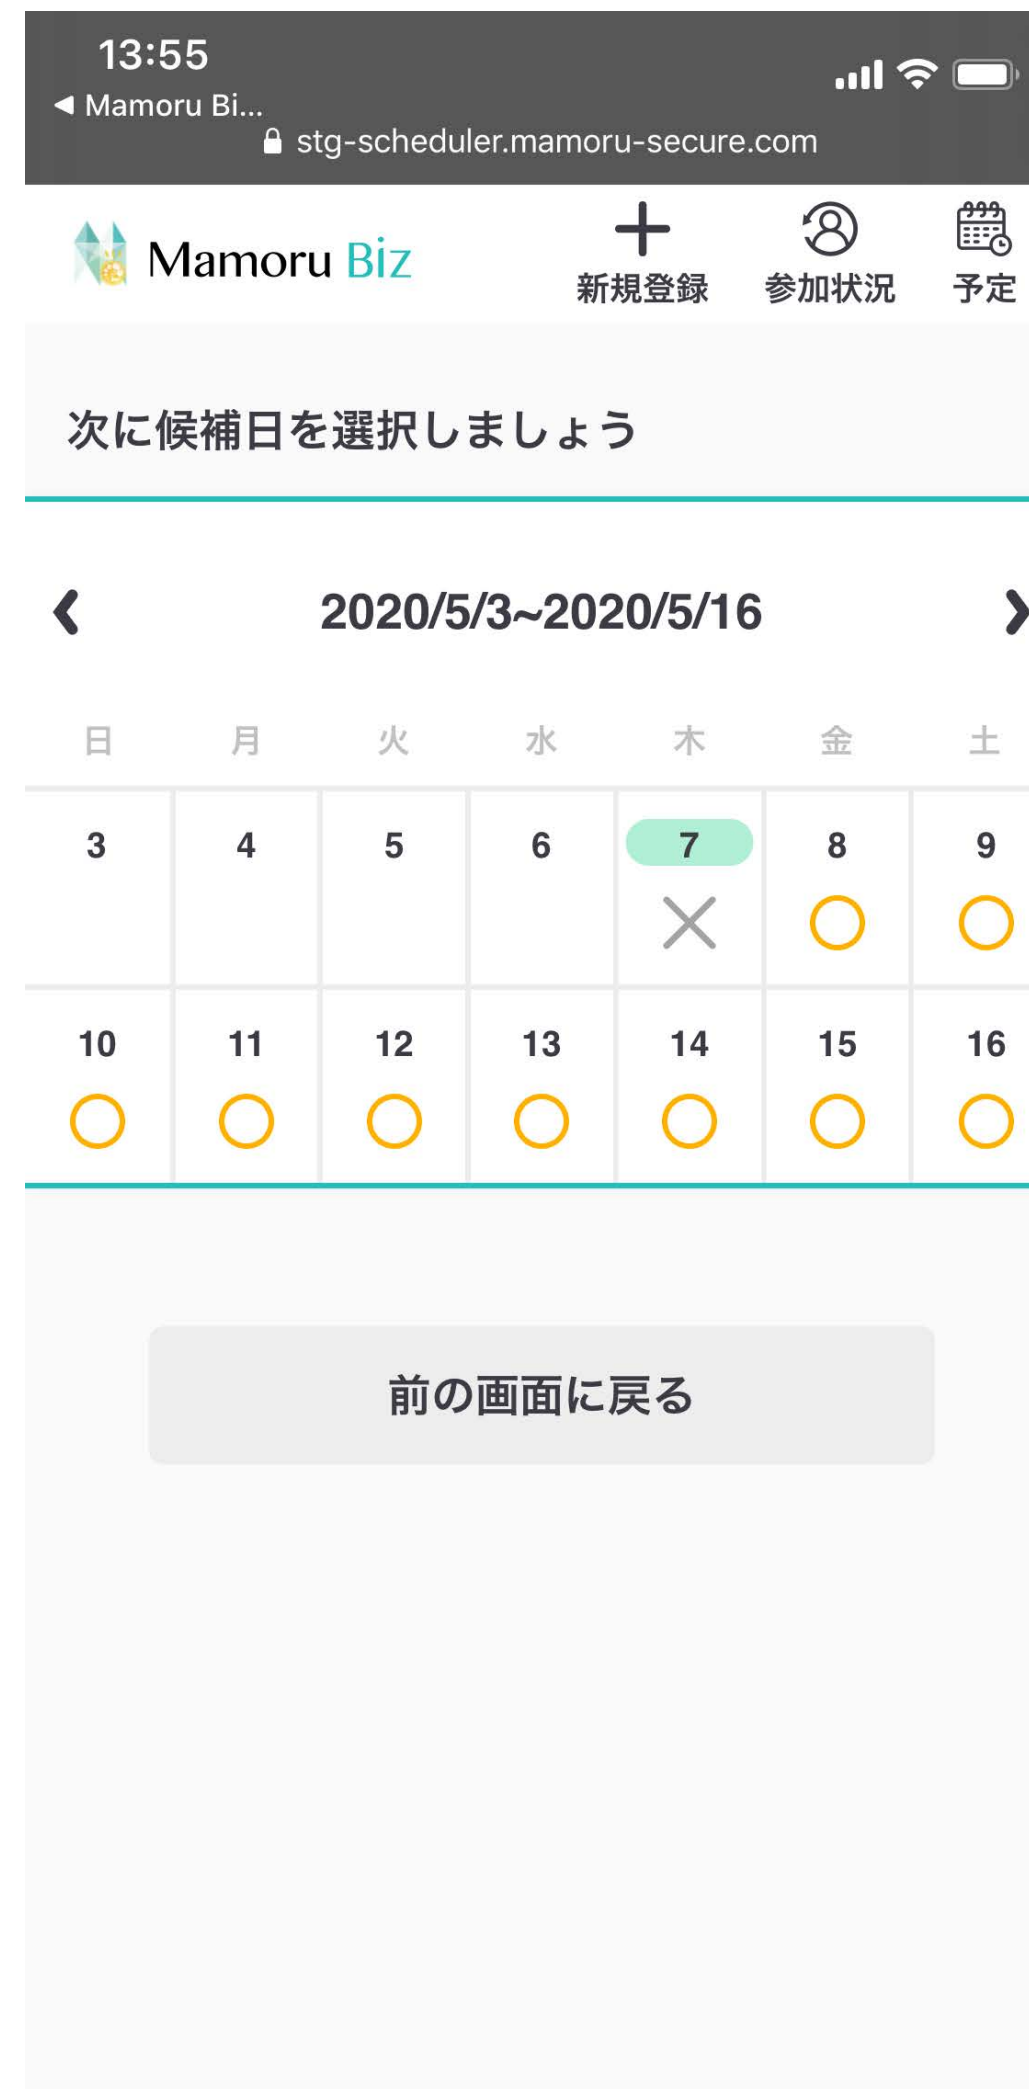 13:55
◀ Mamoru Bi...
stg-scheduler.mamoru-secure.com
Mamoru Biz
新規登録 参加状況 予定
次に候補日を選択しましょう
2020/5/3~2020/5/16
日 月 火 水 木 金 土
3 4 5 6 7 8 9
10 11 12 13 14 15 16
前の画面に戻る